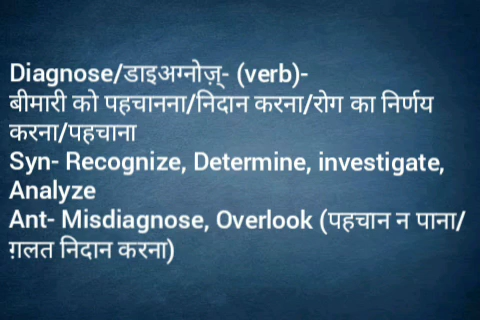 Diagnose/डाइअग्नोज़्- (verb)-
बीमारी को पहचानना/निदान करना/रोग का निर्णय
करना/पहचाना
Syn- Recognize, Determine, investigate,
Analyze
Ant- Misdiagnose, Overlook (पहचान न पाना/
ग़लत निदान करना)